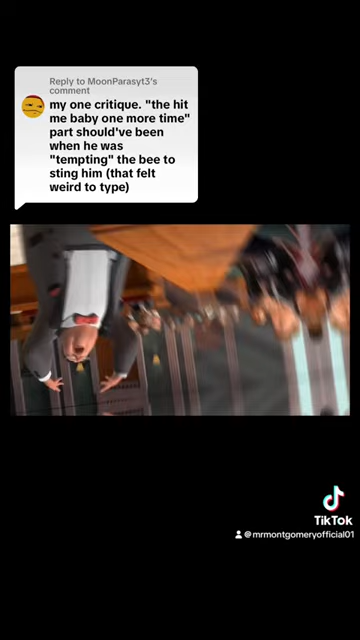 Reply to MoonParasyt3's
comment
my one critique. "the hit
me baby one more time"
part should've been
when he was
"tempting" the bee to
sting him (that felt
weird to type)
TikTok
@mrmontgomeryofficial01